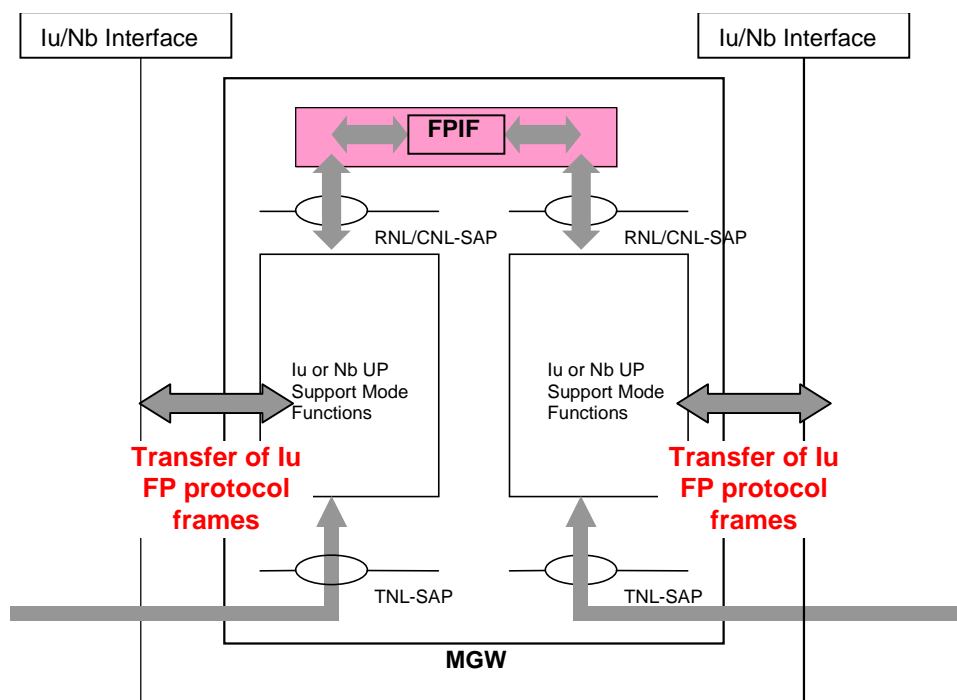 Iu/Nb Interface
Iu/Nb Interface
FPIF
RNL/CNL-SAP
RNL/CNL-SAP
Iu or Nb UP
Support Mode
Functions
Iu or Nb UP
Support Mode
Functions
Transfer of Iu
FP protocol
frames
Transfer of Iu
FP protocol
frames
TNL-SAP
TNL-SAP
MGW